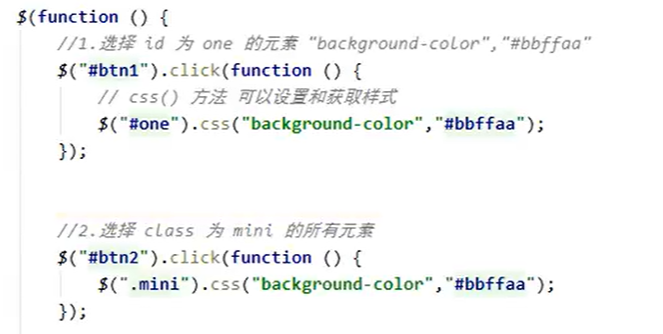 $(function () {
//1.选择 id 为 one 的元素 "background-color","#bbffaa"
$("#btn1").click(function () {
// css() 方法 可以设置和获取样式
$("#one").css("background-color","#bbffaa");
});
//2.选择 class 为 mini 的所有元素
$("#btn2").click(function () {
$(".mini").css("background-color","#bbffaa");
});